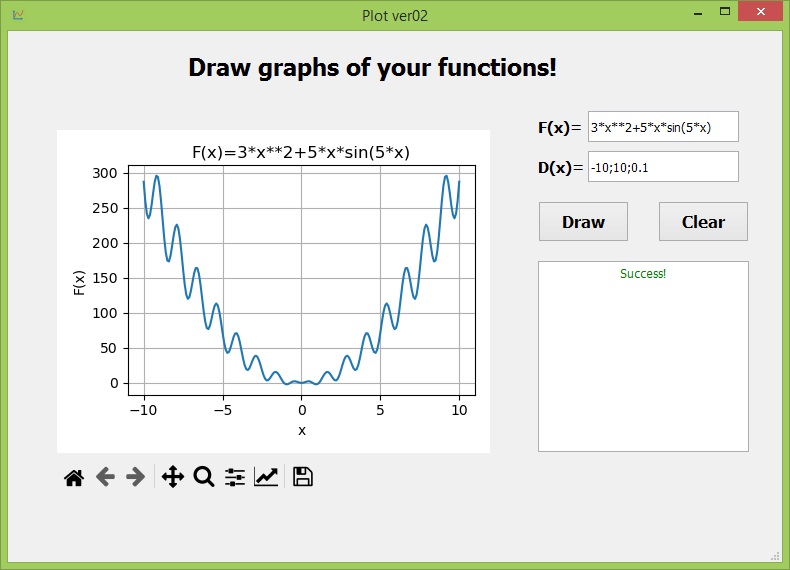 Plot ver02
Draw graphs of your functions!
F(x)= 3*x**2+5*x*sin(5*x)
D(x)= -10;10;0.1
Draw Clear
Success!
F(x)=3*x**2+5*x*sin(5*x)
300
250
200
150
100
50
0
F(x)
−10 −5 0 5 10
x